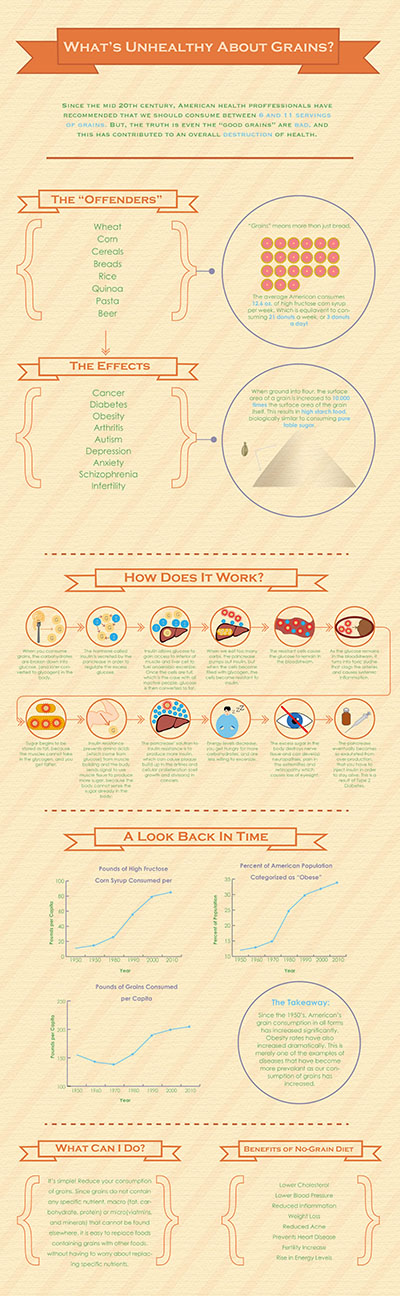 WHAT'S UNHEALTHY ABOUT GRAINS?
SINCE THE MID 20TH CENTURY, AMERICAN HEALTH PROFFESSIONALS HAVE
RECOMMENDED THAT WE SHOULD CONSUME BETWEEN 6 AND 11 SERVINGS
OF GRAINS. BUT, THE TRUTH IS EVEN THE "GOOD GRAINS" ARE BAD, AND
THIS HAS CONTRIBUTED TO AN OVERALL DESTRUCTION OF HEALTH.
THE "OFFENDERS"
Wheat
Corn
Cereals
Breads
Rice
Quinoa
Pasta
Beer
"Grains" means more than just bread.
The average American consumes
12.6 oz. of high fructose corn syrup
per week. Which is equilavent to con-
suming 21 donuts a week, or 3 donuts
a day!
THE EFFECTS
Cancer
Diabetes
Obesity
Arthritis
Autism
Depression
Anxiety
Schizophrenia
Infertility
When ground into flour, the surface
area of a grain is increased to 10,000
times the surface area of the grain
itself. This results in high starch food,
biologically similar to consuming pure
table sugar.
HOW DOES IT WORK?
When you consume
grains, the carbohydrates
are broken down into
glucose, (and later con-
verted to glycogen) in the
body.
The hormone called
insulin is secreted by the
pancreas in order to
regulate the excess
glucose.
Insulin allows glucose to
gain access to interior of
muscle and liver cell to
fuel
Once the cells are full,
which is the case with all
inactive people, glucose
is then converted to fat.
When we eat too many
carbs, the pancreas
pumps out insulin, but
when the cells become
filled with glycogen, the
cells become resistant to
insulin.
The resistant cells cause
the glucose to remain in
the bloodstream.
As the glucose remains
in the bloodstream, it
turns into toxic sludge
that clogs the arteries
and causes systemic
inflammation.
Sugar begins to be
stored as fat, because
the muscles cannot take
in the glycogen, and you
get fatter.
Insulin resistance
prevents amino acids
from muscle
building and the body
sends signal to use
muscle tissue to produce
more sugar, because the
body cannot sense the
sugar already in the
body!
The pancreases' solution to
insulin resistance is to
produce more insulin,
which can cause plaque
build up in the arteries and
cellular proliferation (cell
growth and division) in
cancers.
Energy levels decrease,
you get hungry for more
carbohydrates, and are
less willing to excercise.
The excess sugar in the
body destroys nerve
tissue and can develop
neuropathies, pain in
the extremities and
retinopathy which
causes loss of eyesight!
The pancreas
eventually becomes
so exhausted from
over-production,
that you have to
inject insulin in order
to stay alive. This is a
result of Type 2
Diabetes.
A LOOK BACK IN TIME
Pounds of High Fructose
Corn Syrup Consumed per
Pounds per Capita
100
80
60
40
20
0
1950 1930 1970 1980 1990 2000 2010
Year
Percent of American Population
Categorized as "Obese"
Percent of Population
35
30
25
20
15
10
1950 1960 1970 1980 1990 2000 2010
Year
Pounds of Grains Consumed
per Capita
Pounds per Capita
250
200
150
100
1950 1960 1970 1980 1990 2000 2010
Year
The Takeaway:
Since the 1950's, American's
grain consumption in all forms
has increased significantly.
Obesity rates have also
increased dramatically. This is
merely one of the examples of
diseases that have become
more prevalant as our con-
sumption of grains has
increased.
WHAT CAN I DO?
It's simple! Reduce your consumption
of grains. Since grains do not contain
any specific nutrient, macro (fat, car-
bohydrate, protein) or micro(vitamins,
and minerals) that cannot be found
elsewhere, it is easy to replace foods
containing grains with other foods,
without having to worry about replac-
ing specific nutrients.
BENEFITS OF NO-GRAIN DIET
Lower Cholesterol
Lower Blood Pressure
Reduced Inflammation
Weight Loss
Reduced Acne
Prevents Heart Disease
Fertility Increase
Rise in Energy Levels